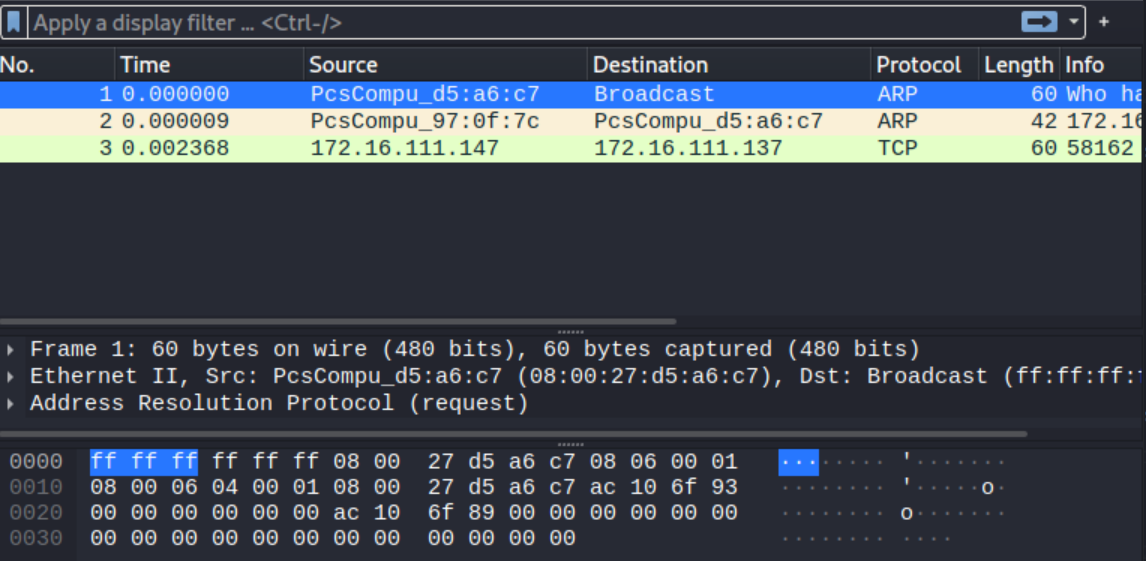 Apply a display filter … <Ctrl-/> +
No. Time Source Destination Protocol Length Info
1 0.000000 PcsCompu_d5:a6:c7 Broadcast ARP 60 Who ha
2 0.000009 PcsCompu_97:0f:7c PcsCompu_d5:a6:c7 ARP 42 172.16
3 0.002368 172.16.111.147 172.16.111.137 TCP 60 58162
Frame 1: 60 bytes on wire (480 bits), 60 bytes captured (480 bits)
Ethernet II, Src: PcsCompu_d5:a6:c7 (08:00:27:d5:a6:c7), Dst: Broadcast (ff:ff:ff:
Address Resolution Protocol (request)
0000 ff ff ff ff ff ff 08 00 27 d5 a6 c7 08 06 00 01 ········ '·······
0010 08 00 06 04 00 01 08 00 27 d5 a6 c7 ac 10 6f 93 ········ '·····o·
0020 00 00 00 00 00 00 ac 10 6f 89 00 00 00 00 00 00 ········ o·······
0030 00 00 00 00 00 00 00 00 00 00 00 00 ········ ····